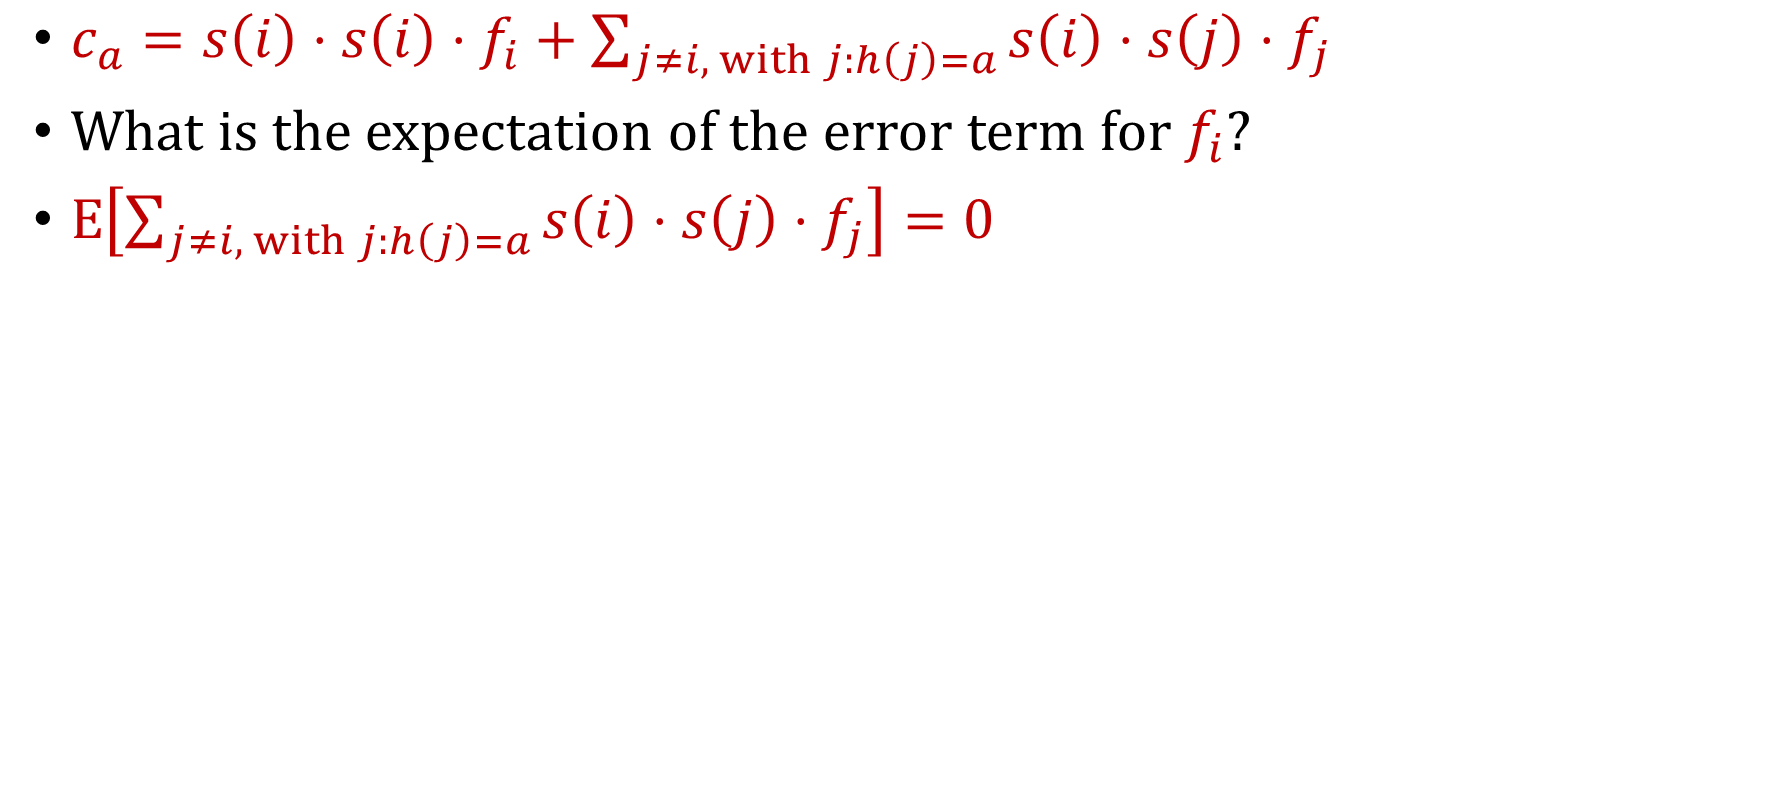 • c_a = s(i) · s(i) · f_i + ∑_{j≠i, with j:h(j)=a} s(i) · s(j) · f_j
• What is the expectation of the error term for f_i?
• E[∑_{j≠i, with j:h(j)=a} s(i) · s(j) · f_j] = 0